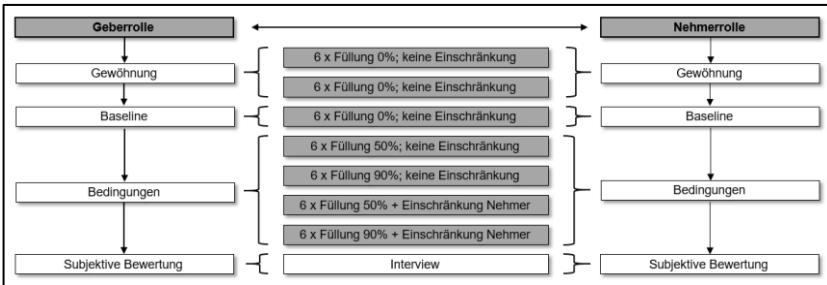 Geberrolle
Nehmerrolle
6 x Füllung 0%; keine Einschränkung
Gewöhnung
Gewöhnung
6 x Füllung 0%; keine Einschränkung
Baseline
6 x Füllung 0%; keine Einschränkung
Baseline
6 x Füllung 50%; keine Einschränkung
6 x Füllung 90%; keine Einschränkung
Bedingungen
Bedingungen
6 x Füllung 50% + Einschränkung Nehmer
6 x Füllung 90% + Einschränkung Nehmer
Subjektive Bewertung
Interview
Subjektive Bewertung